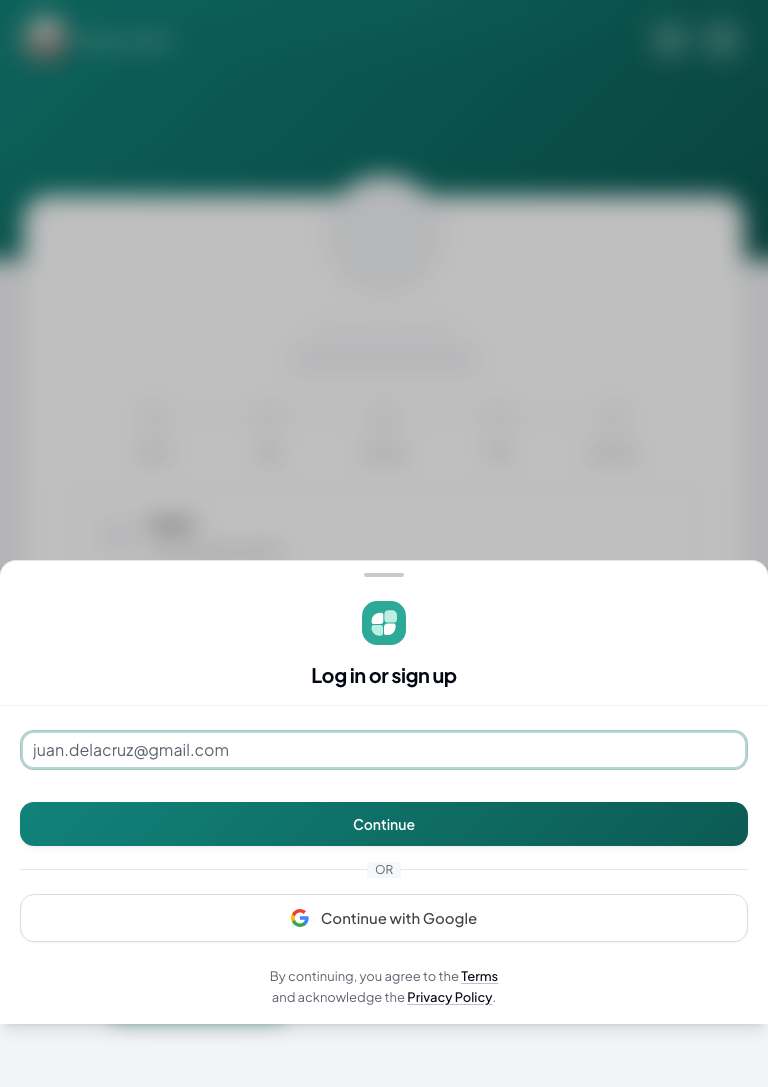 Log in or sign up
juan.delacruz@gmail.com
Continue
OR
Continue with Google
By continuing, you agree to the Terms
and acknowledge the Privacy Policy.